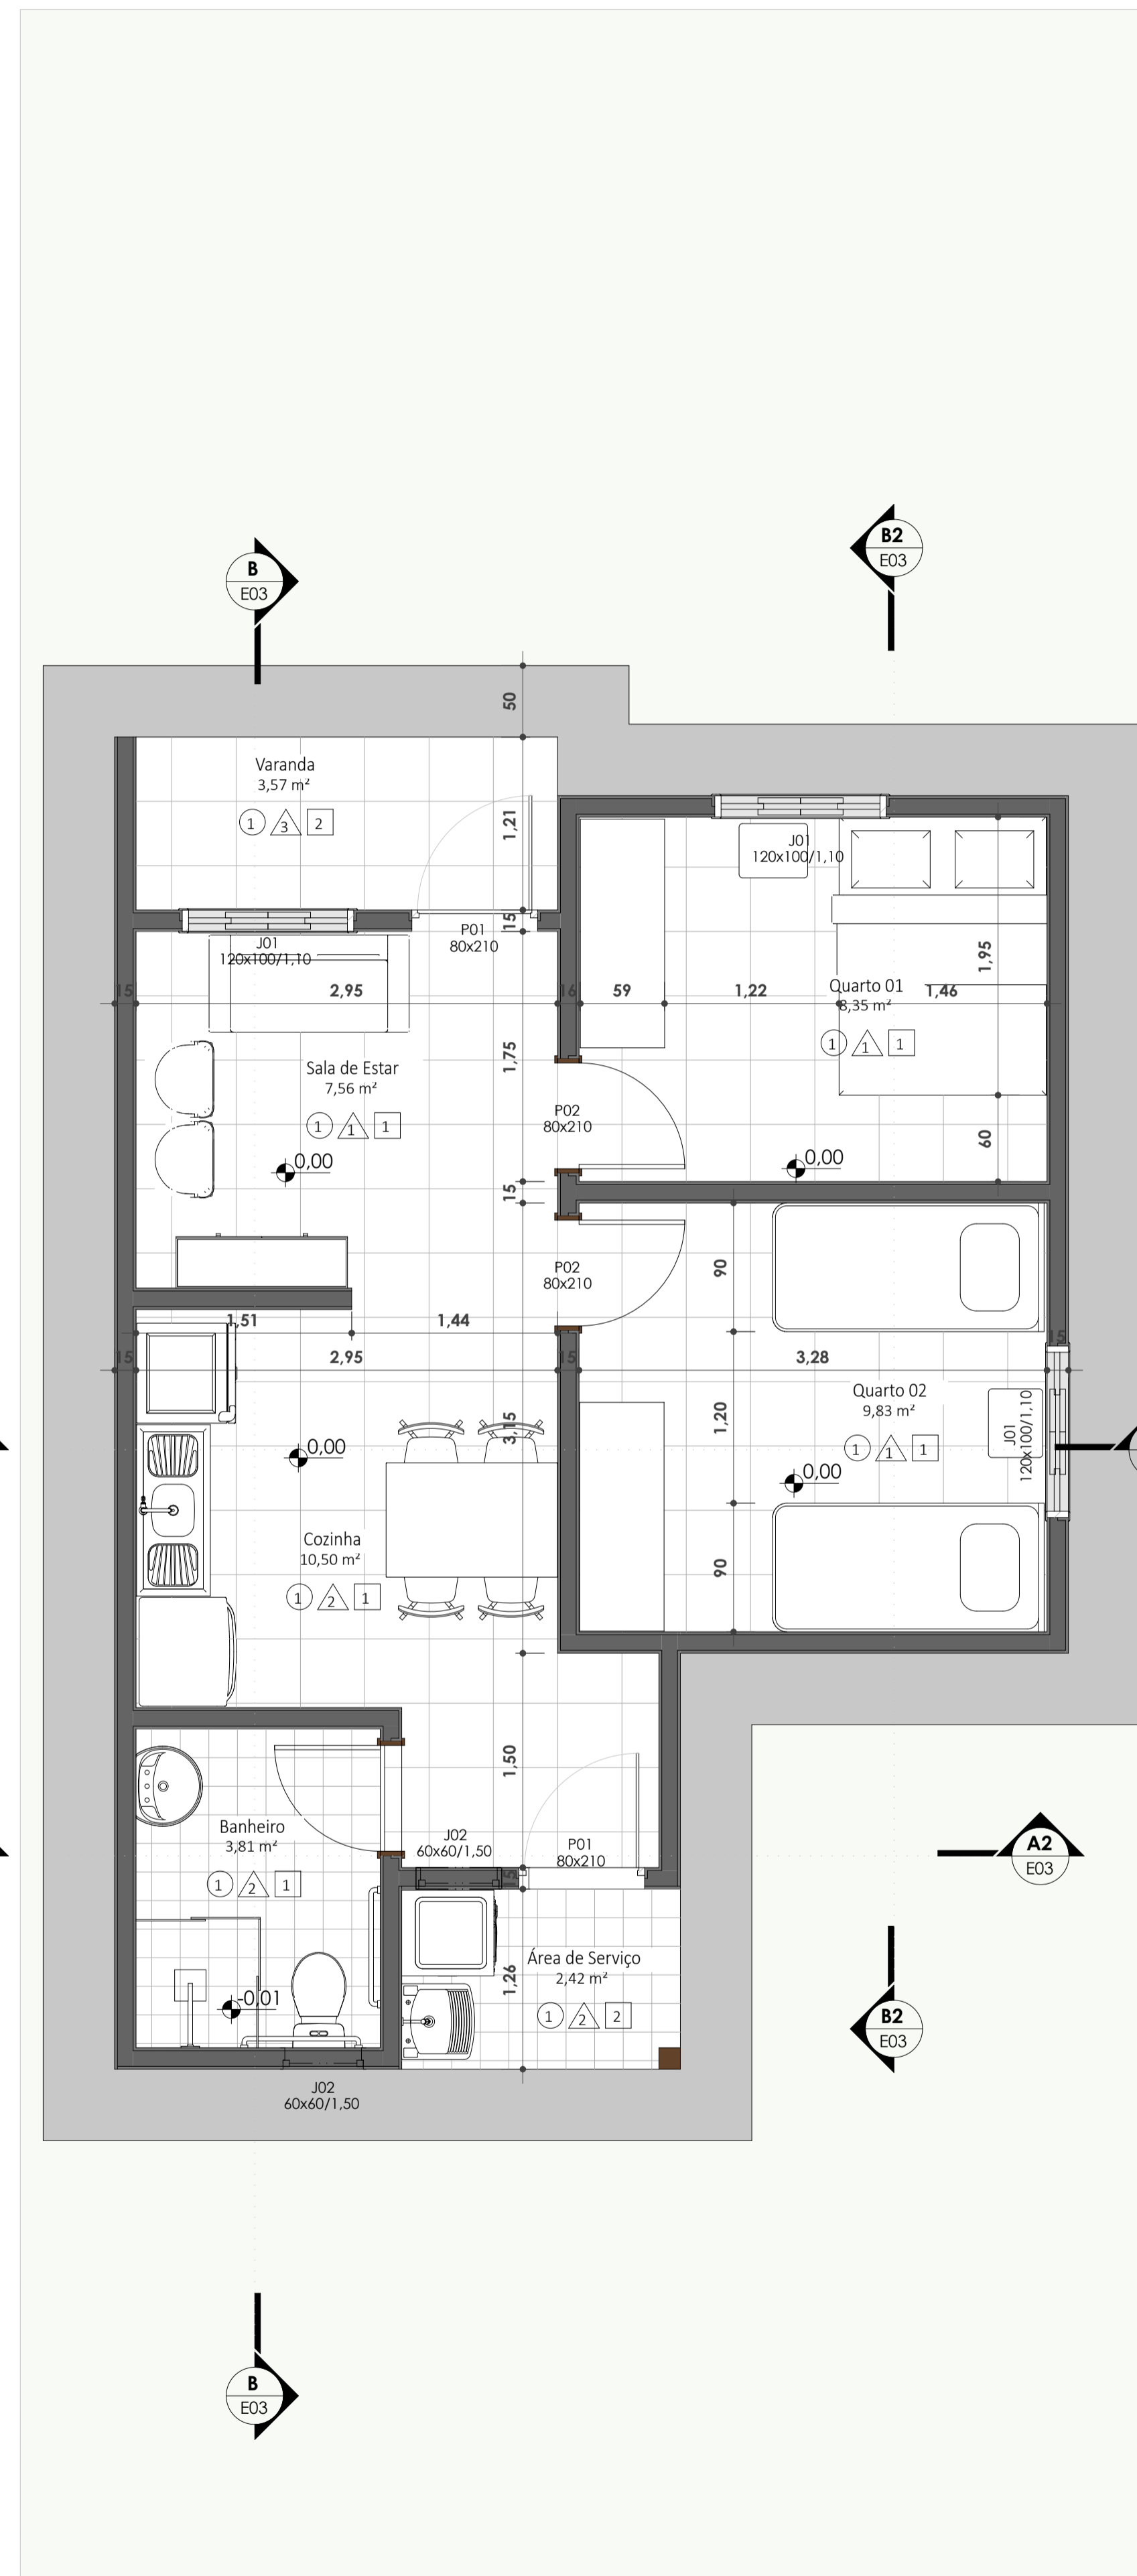 B2
E03
B
E03
50
Varanda
3,57 m²
1 3 2
1,21
J01
120x100/1,10
15
P01
80x210
J01
120x100/1,10
1,95
15
2,95
16
59
1,22
Quarto 01
8,35 m²
1,46
1 1 1
1,75
Sala de Estar
7,56 m²
1 1 1
P02
80x210
60
0,00
0,00
15
P02
80x210
90
1,51
1,44
15
2,95
15
3,28
15
Quarto 02
9,83 m²
1 1 1
1,20
3,15
J01
120x100/1,10
0,00
0,00
Cozinha
10,50 m²
1 2 1
90
1,50
Banheiro
3,81 m²
1 2 1
J02
60x60/1,50
P01
80x210
A2
E03
15
Área de Serviço
2,42 m²
1 2 2
1,26
-0,01
B2
E03
J02
60x60/1,50
B
E03